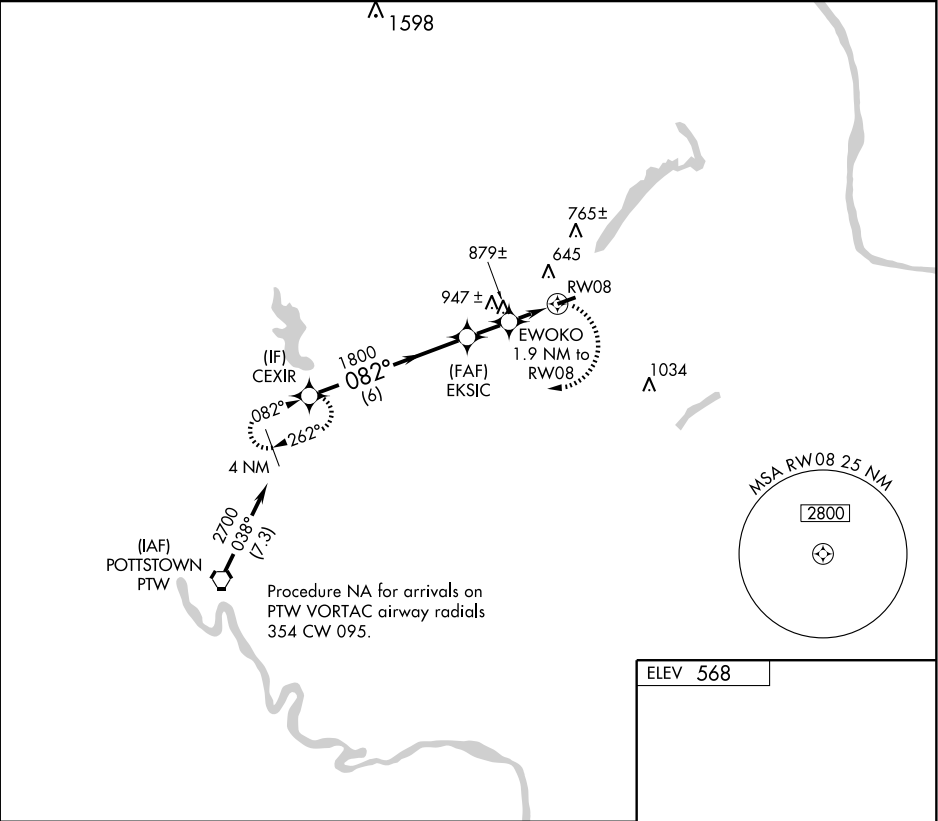 1598
765±
645
879±
947 ±
RW08
EWOKO
1.9 NM to
RW08
(FAF)
EKSIC
1800
082°
(6)
(IF)
CEXIR
082°
262°
4 NM
1034
2700
038°
(7.3)
(IAF)
POTTSTOWN
PTW
Procedure NA for arrivals on
PTW VORTAC airway radials
354 CW 095.
MSA RW08 25 NM
2800
ELEV 568